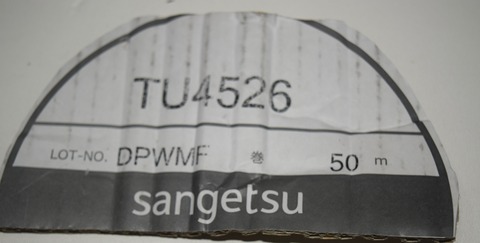 TU4526
LOT-NO. DPWMF 巻 50 m
sangetsu